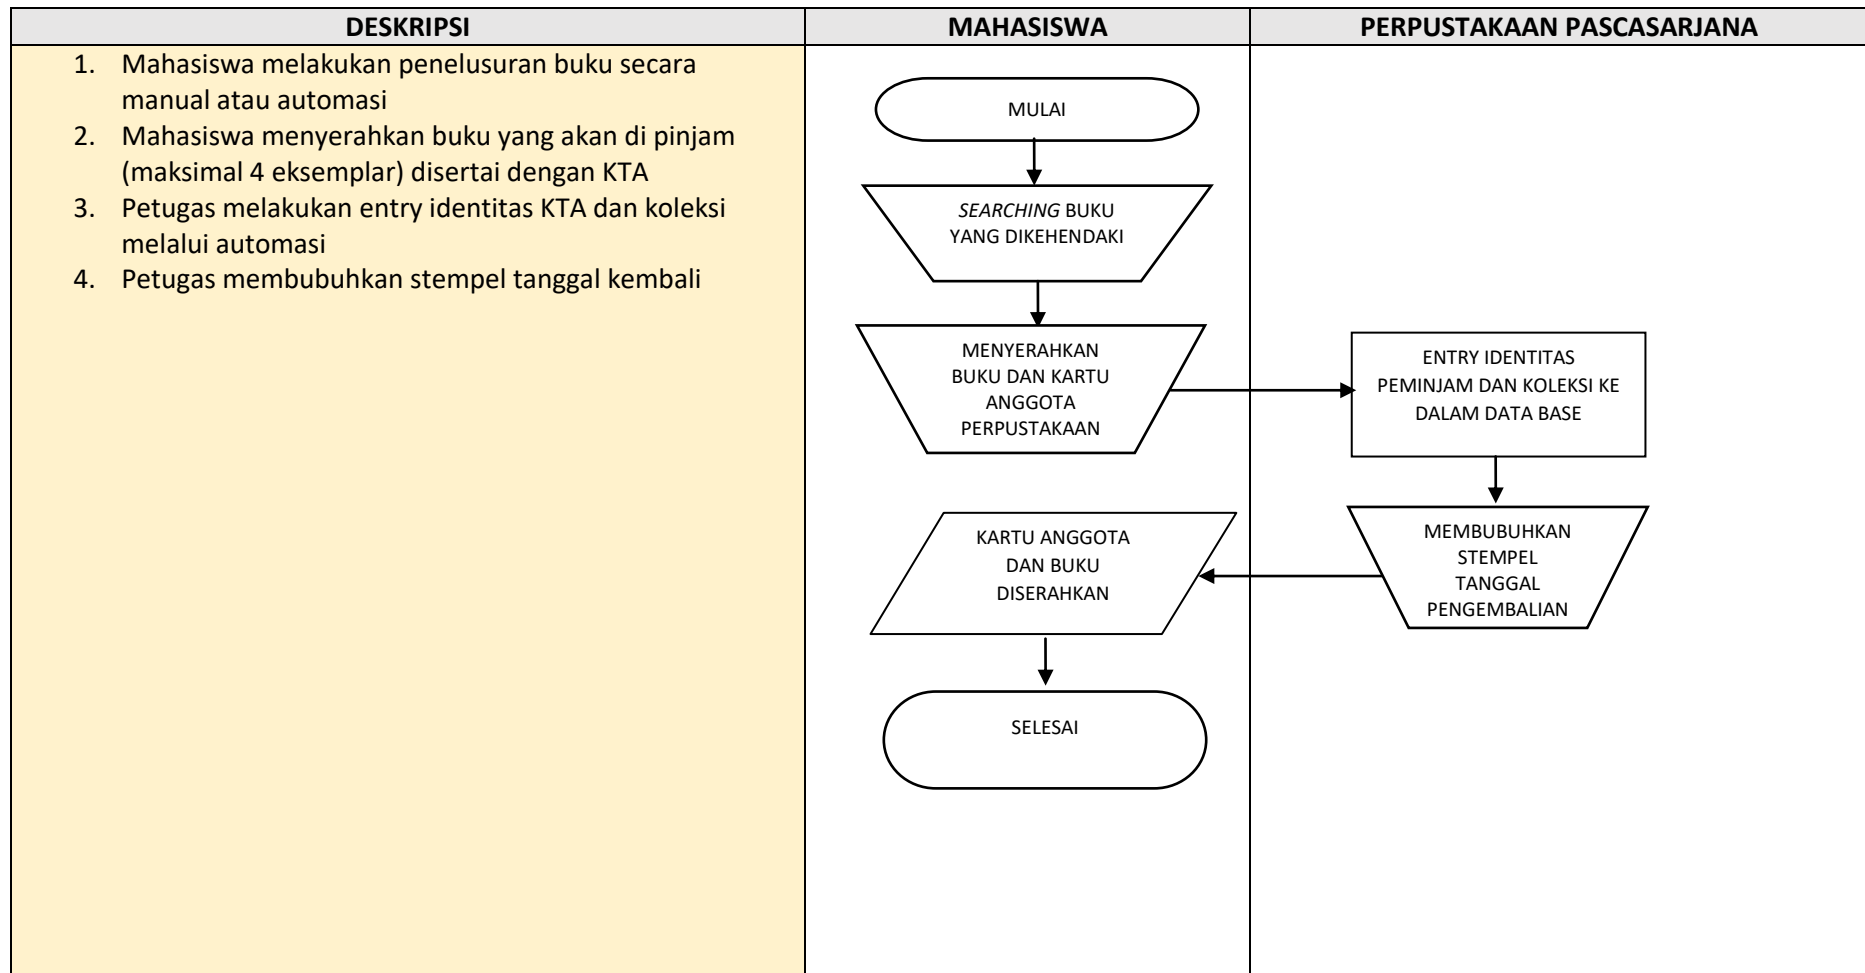 DESKRIPSI
MAHASISWA
PERPUSTAKAAN PASCASARJANA
1. Mahasiswa melakukan penelusuran buku secara
manual atau automasi
2. Mahasiswa menyerahkan buku yang akan di pinjam
(maksimal 4 eksemplar) disertai dengan KTA
3. Petugas melakukan entry identitas KTA dan koleksi
melalui automasi
4. Petugas membubuhkan stempel tanggal kembali
MULAI
SEARCHING BUKU
YANG DIKEHENDAKI
MENYERAHKAN
BUKU DAN KARTU
ANGGOTA
PERPUSTAKAAN
ENTRY IDENTITAS
PEMINJAM DAN KOLEKSI KE
DALAM DATA BASE
MEMBUBUHKAN
STEMPEL
TANGGAL
PENGEMBALIAN
KARTU ANGGOTA
DAN BUKU
DISERAHKAN
SELESAI